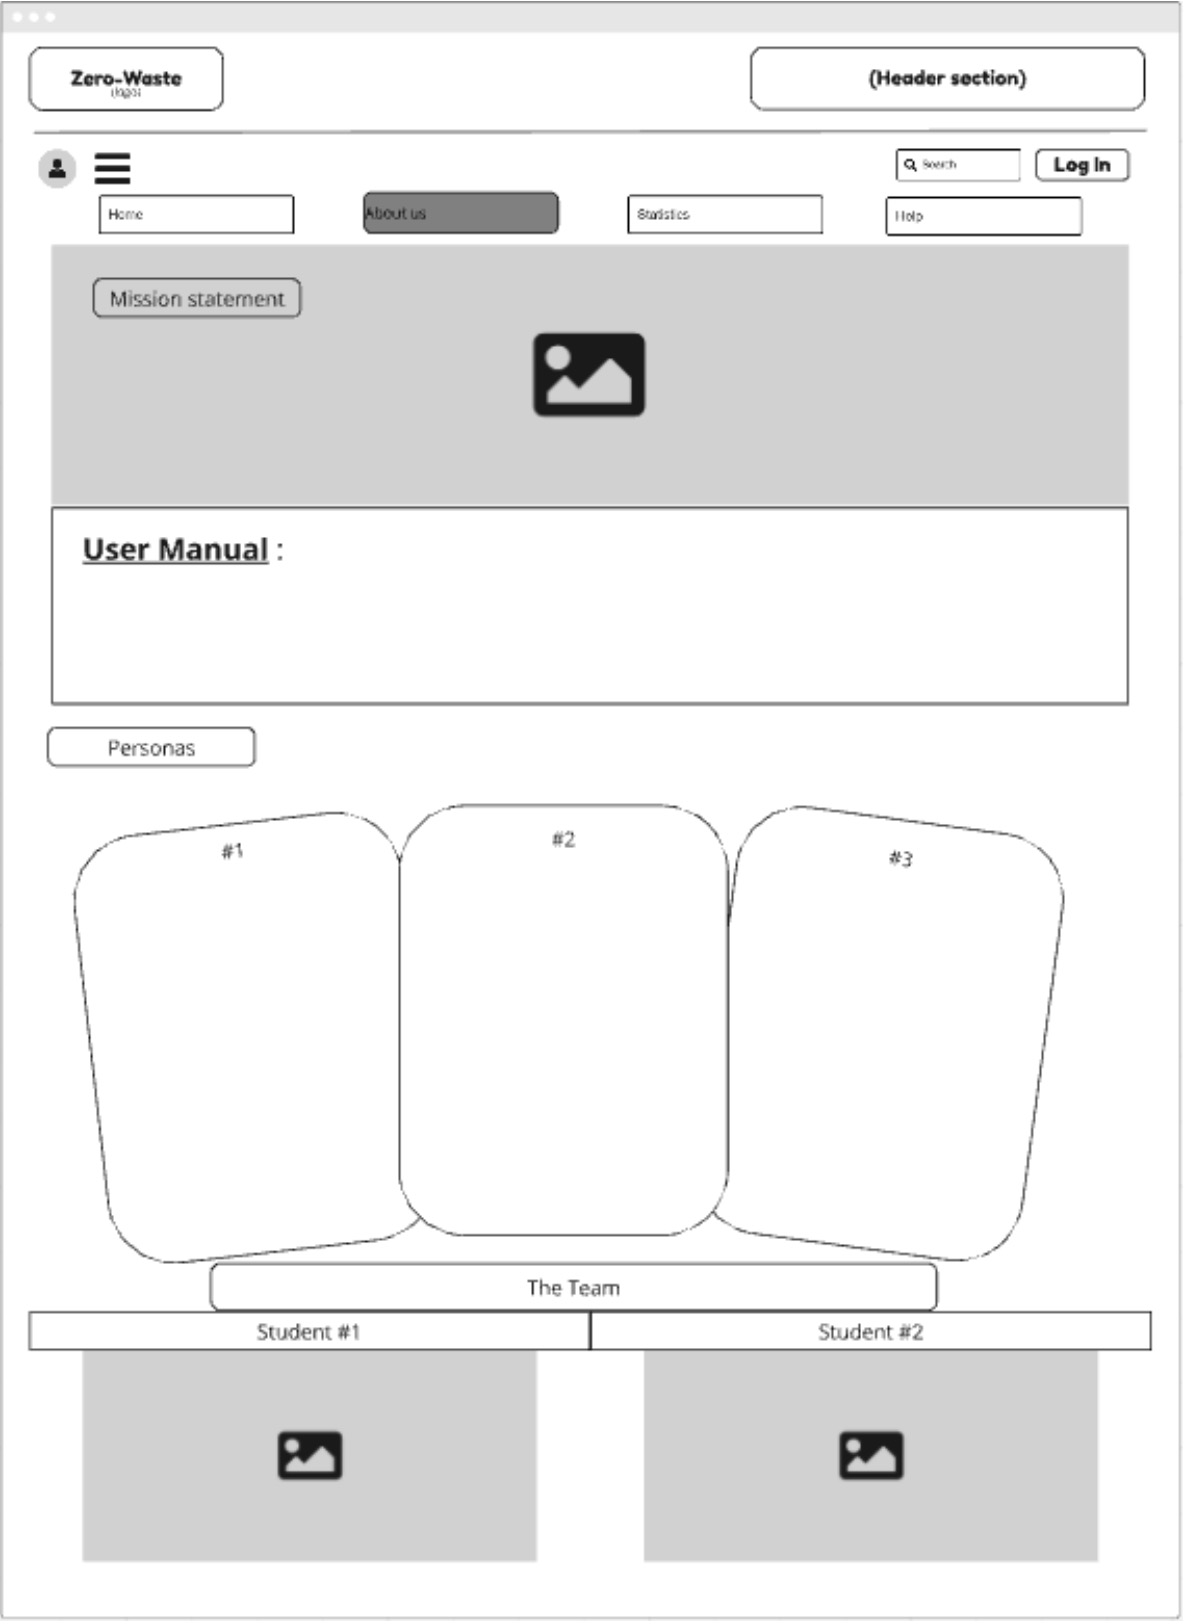 Zero-Waste
(logo)
(Header section)
Search
Log In
Home
About us
Statistics
Help
Mission statement
User Manual :
Personas
#1
#2
#3
The Team
Student #1
Student #2